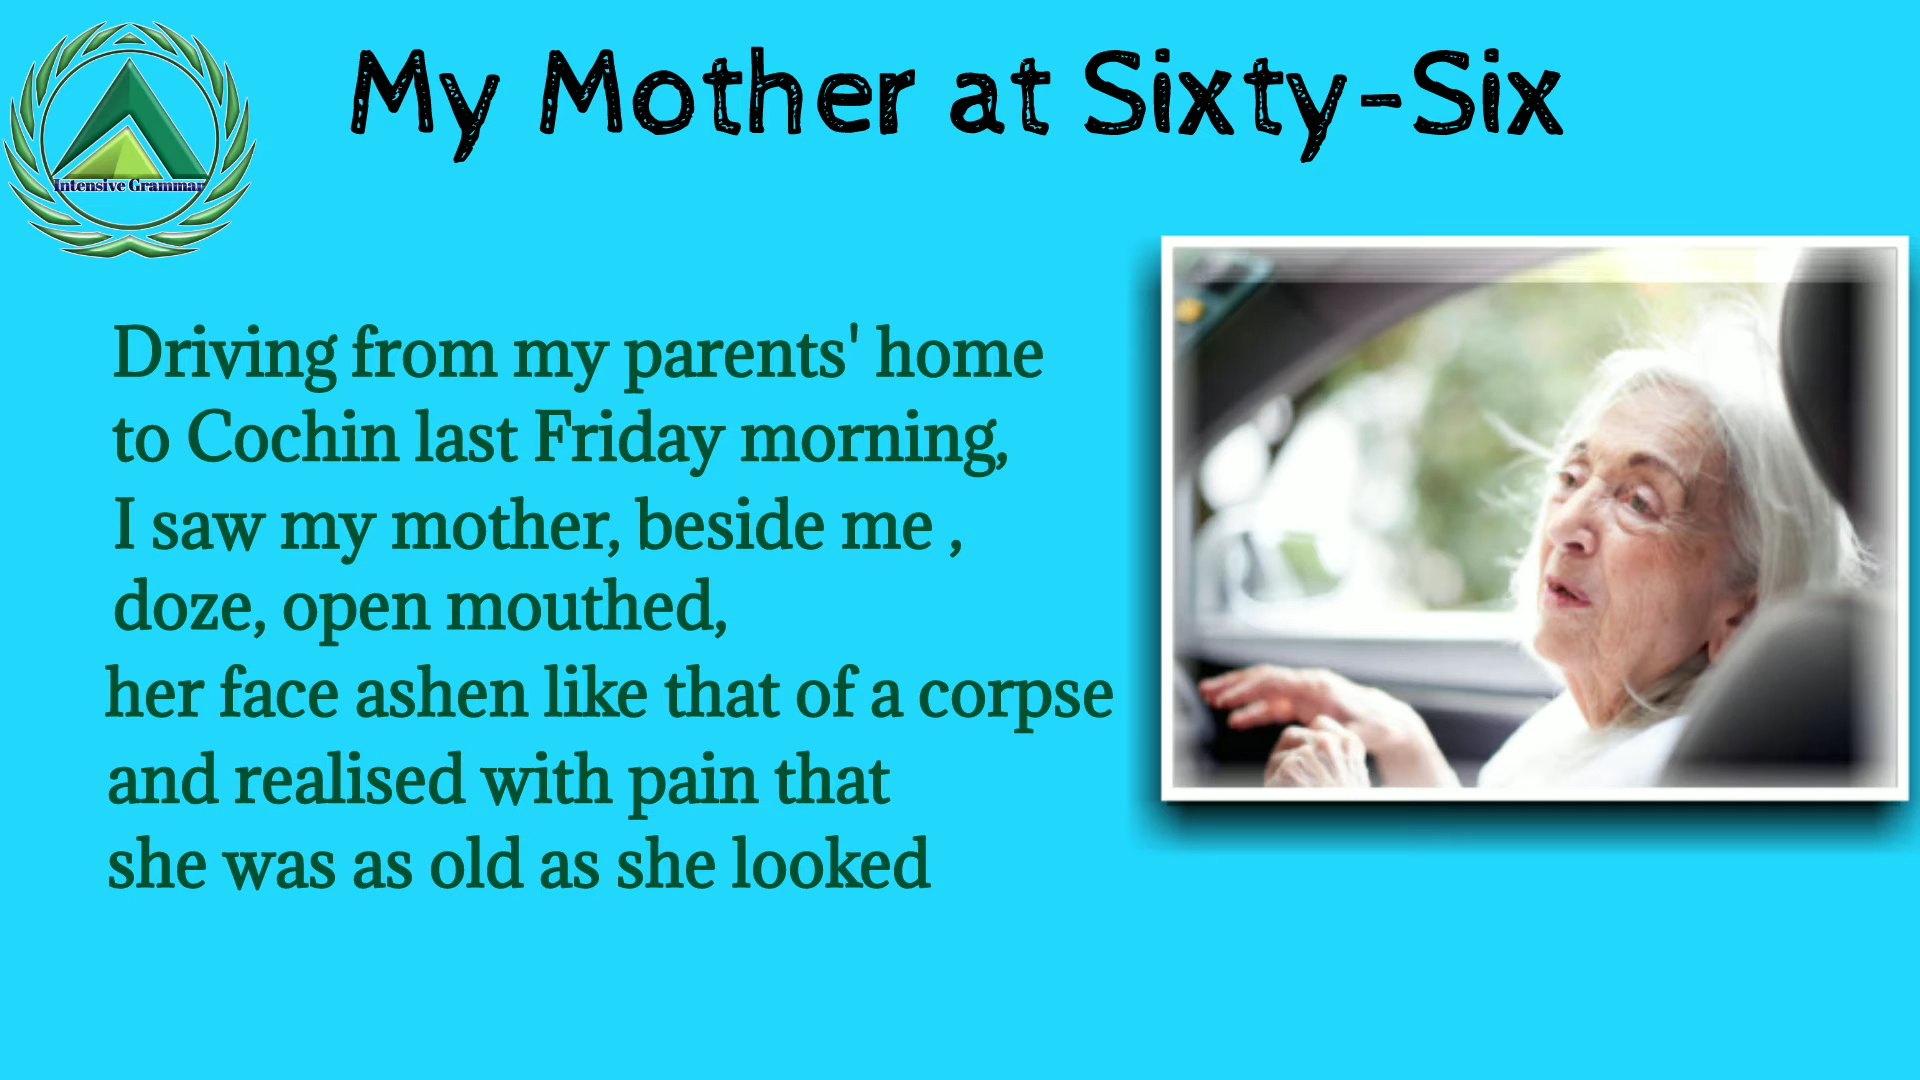 My Mother at Sixty-Six
Intensive Grammar
Driving from my parents' home
to Cochin last Friday morning,
I saw my mother, beside me ,
doze, open mouthed,
her face ashen like that of a corpse
and realised with pain that
she was as old as she looked